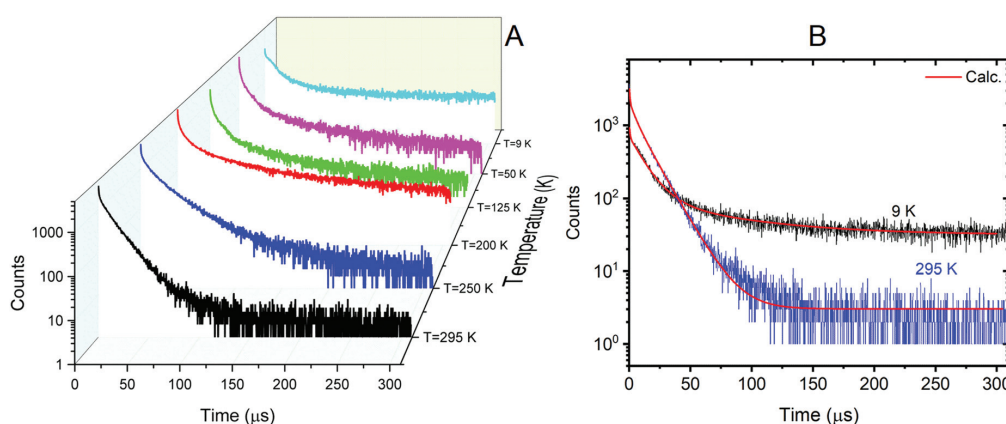 A
1000
100
10
1
Counts
0
50
100
150
200
250
300
Time (µs)
T=9 K
T=50 K
T=125 K
T=200 K
T=250 K
T=295 K
Temperature (K)
B
Calc.
10³
10²
10¹
10⁰
Counts
9 K
295 K
0
50
100
150
200
250
300
Time (µs)